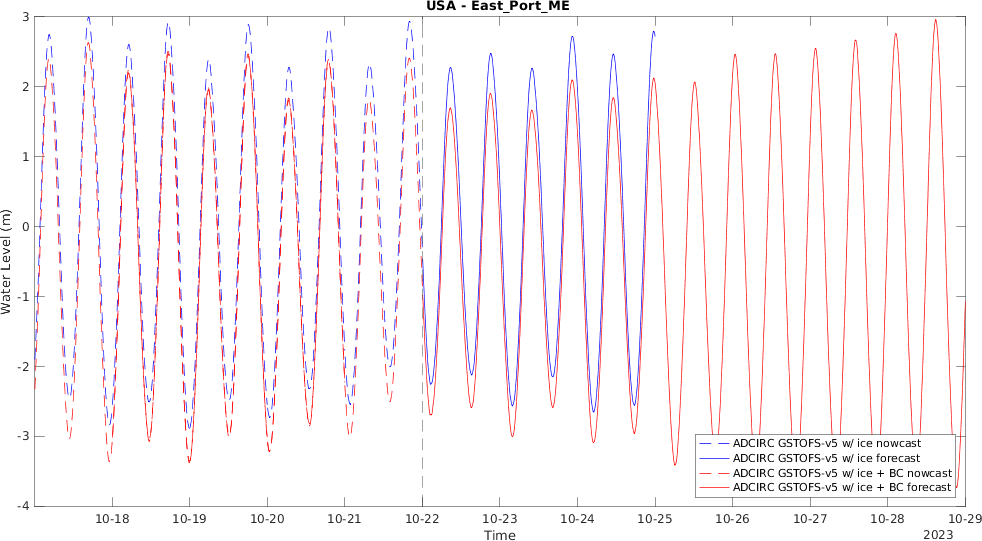 USA - East_Port_ME
3
2
1
0
-1
-2
-3
-4
Water Level (m)
ADCIRC GSTOFS-v5 w/ ice nowcast
ADCIRC GSTOFS-v5 w/ ice forecast
ADCIRC GSTOFS-v5 w/ ice + BC nowcast
ADCIRC GSTOFS-v5 w/ ice + BC forecast
10-18 10-19 10-20 10-21 10-22 10-23 10-24 10-25 10-26 10-27 10-28 10-29
Time
2023